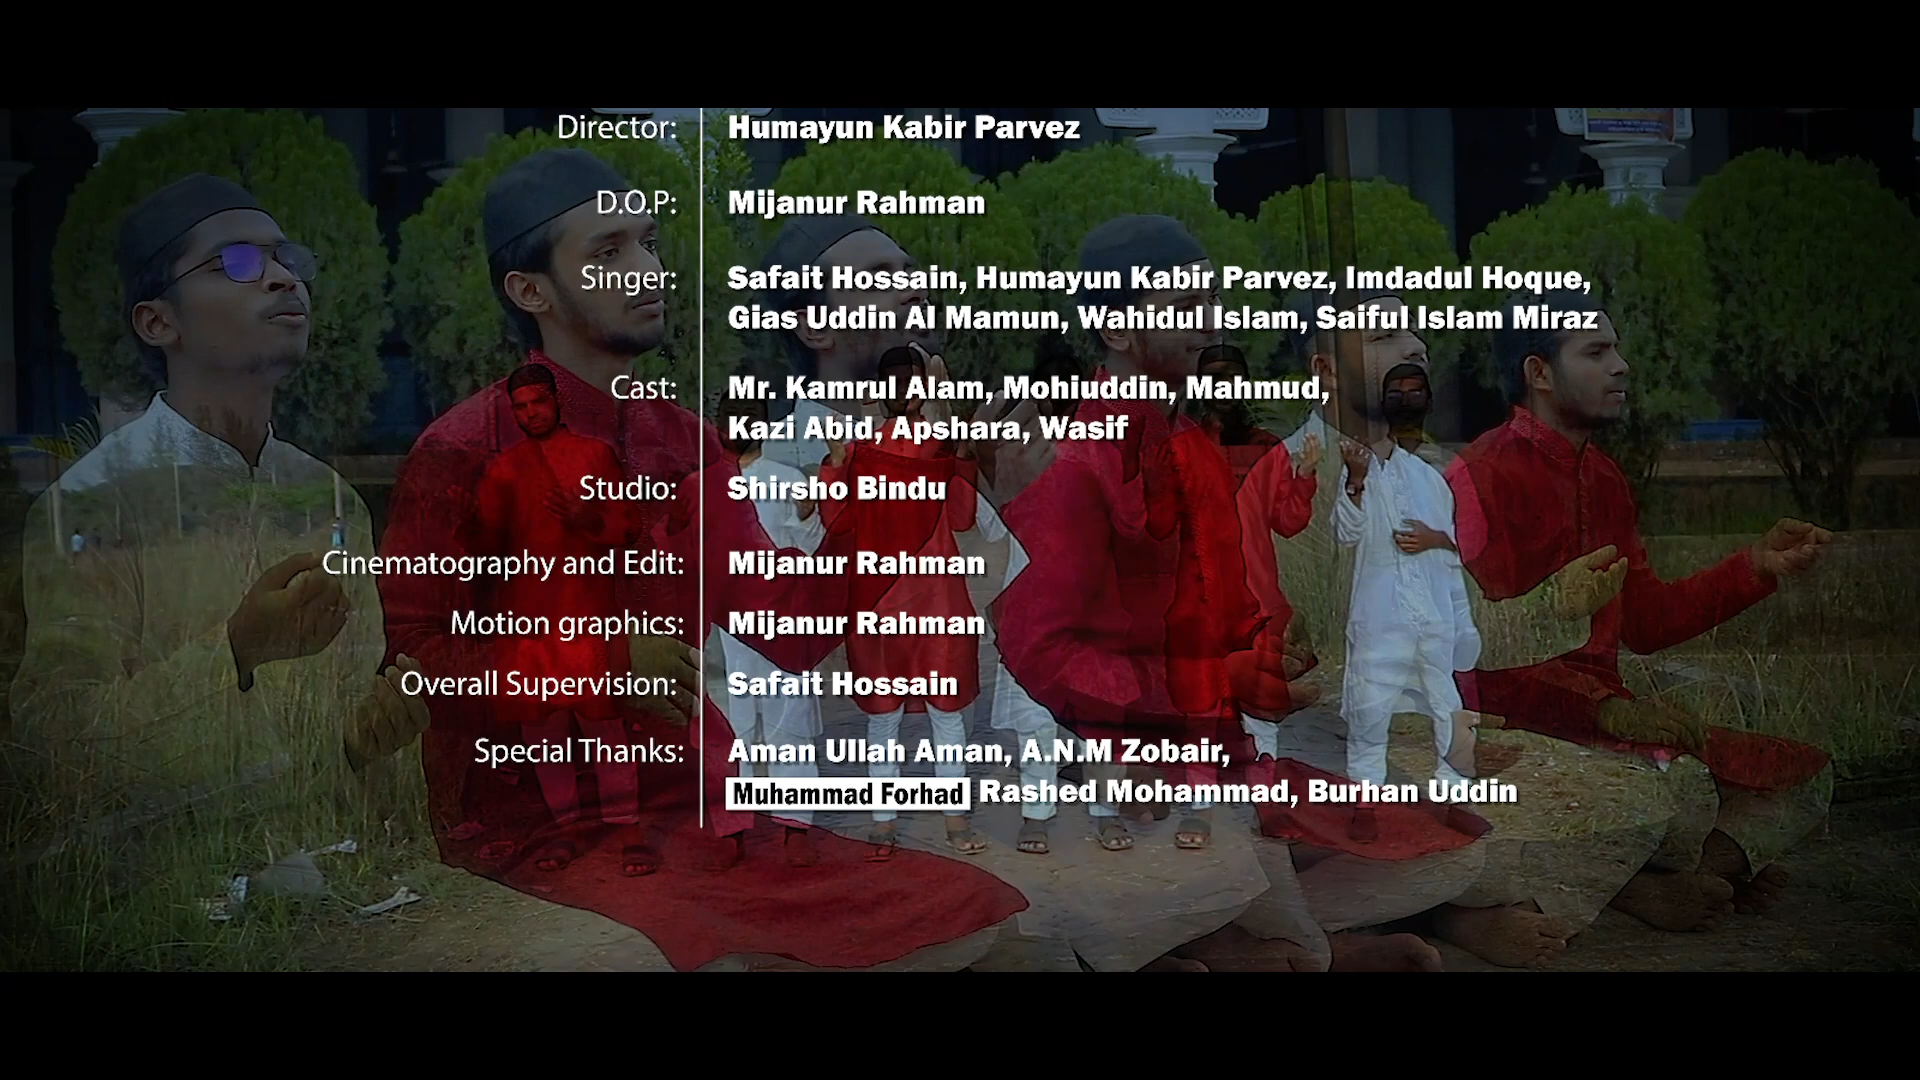 Director: Humayun Kabir Parvez
D.O.P: Mijanur Rahman
Singer: Safait Hossain, Humayun Kabir Parvez, Imdadul Hoque,
Gias Uddin Al Mamun, Wahidul Islam, Saiful Islam Miraz
Cast: Mr. Kamrul Alam, Mohiuddin, Mahmud,
Kazi Abid, Apshara, Wasif
Studio: Shirsho Bindu
Cinematography and Edit: Mijanur Rahman
Motion graphics: Mijanur Rahman
Overall Supervision: Safait Hossain
Special Thanks: Aman Ullah Aman, A.N.M Zobair,
Muhammad Forhad Rashed Mohammad, Burhan Uddin